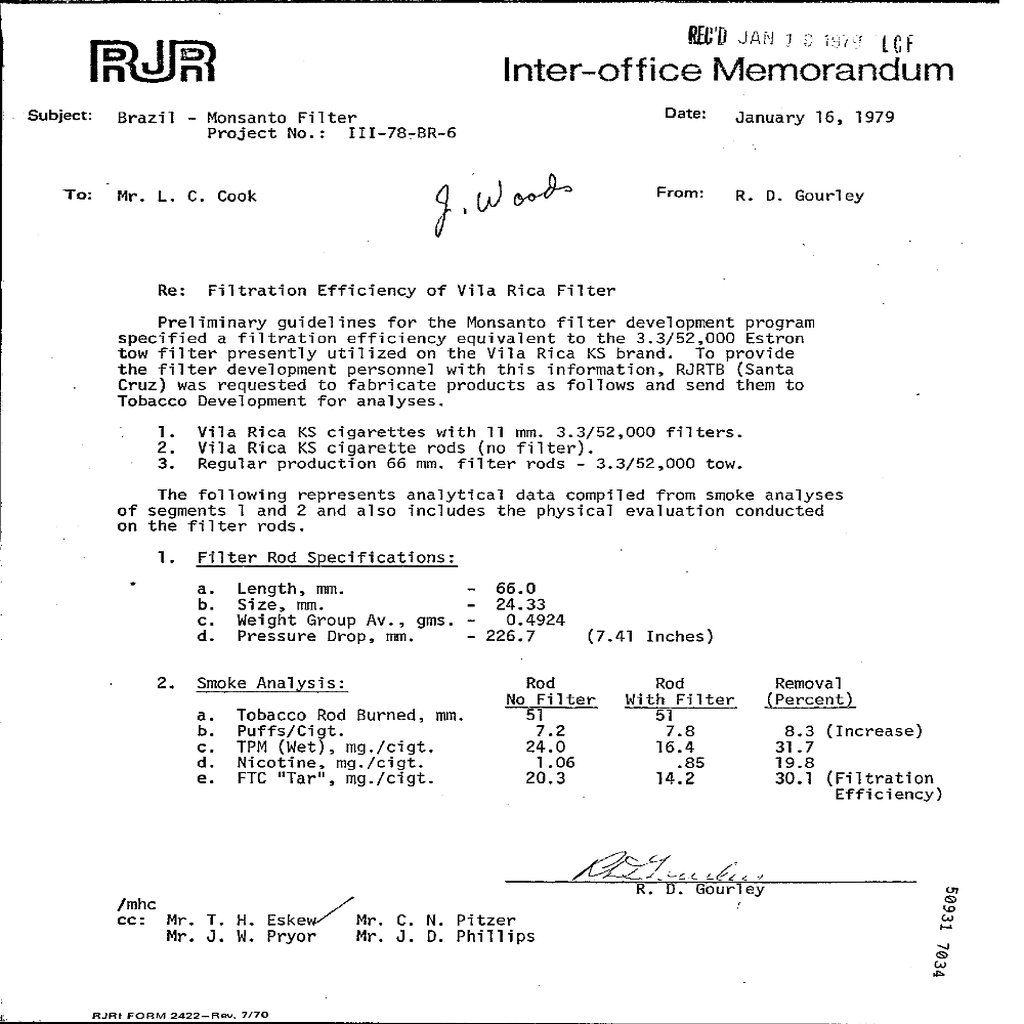 REC'D JAN 1 1979 LCF
RJR
Inter-office Memorandum
Subject: Brazil - Monsanto Filter
Project No.: III-78-BR-6
Date: January 16, 1979
To: Mr. L. C. Cook
J. Woods
From: R. D. Gourley
Re: Filtration Efficiency of Vila Rica Filter
Preliminary guidelines for the Monsanto filter development program
specified a filtration efficiency equivalent to the 3.3/52,000 Estron
tow filter presently utilized on the Vila Rica KS brand. To provide
the filter development personnel with this information, RJRTB (Santa
Cruz) was requested to fabricate products as follows and send them to
Tobacco Development for analyses.
1. Vila Rica KS cigarettes with 11 mm. 3.3/52,000 filters.
2. Vila Rica KS cigarette rods (no filter).
3. Regular production 66 mm. filter rods - 3.3/52,000 tow.
The following represents analytical data compiled from smoke analyses
of segments 1 and 2 and also includes the physical evaluation conducted
on the filter rods.
1. Filter Rod Specifications:
a. Length, mm. - 66.0
b. Size, mm. - 24.33
c. Weight Group Av., gms. - 0.4924
d. Pressure Drop, mm. - 226.7 (7.41 Inches)
2. Smoke Analysis: Rod Rod Removal
No Filter With Filter (Percent)
a. Tobacco Rod Burned, mm. 51 51
b. Puffs/Cigt. 7.2 7.8 8.3 (Increase)
c. TPM (Wet), mg./cigt. 24.0 16.4 31.7
d. Nicotine, mg./cigt. 1.06 .85 19.8
e. FTC "Tar", mg./cigt. 20.3 14.2 30.1 (Filtration
Efficiency)
R. D. Gourley
/mhc
cc: Mr. T. H. Eskew Mr. C. N. Pitzer
Mr. J. W. Pryor Mr. J. D. Phillips
50931 7034
RJRI FORM 2422-Rev. 7/70